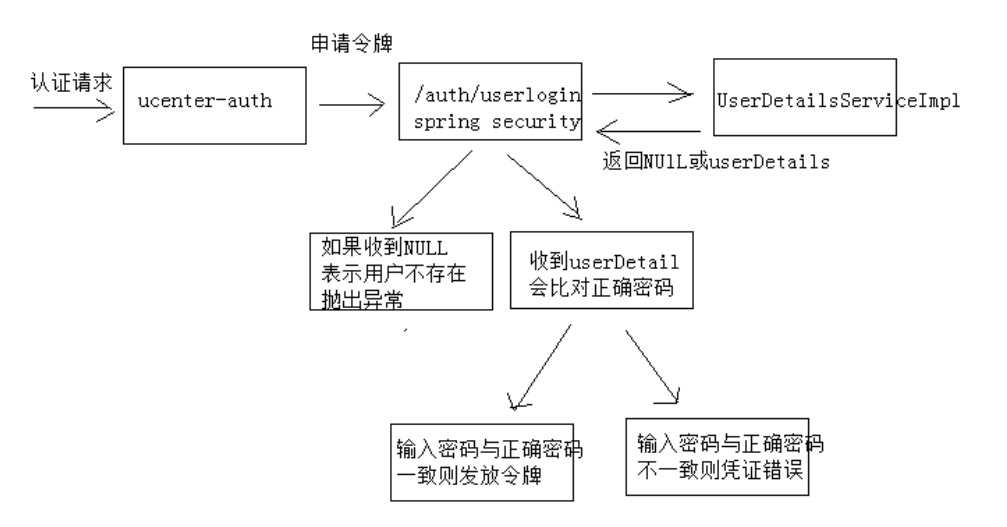 申请令牌
认证请求
ucenter-auth
/auth/userlogin
spring security
UserDetailsServiceImpl
返回NUlL或userDetails
如果收到NULL
表示用户不存在
抛出异常
收到userDetail
会比对正确密码
输入密码与正确密码
一致则发放令牌
输入密码与正确密码
不一致则凭证错误